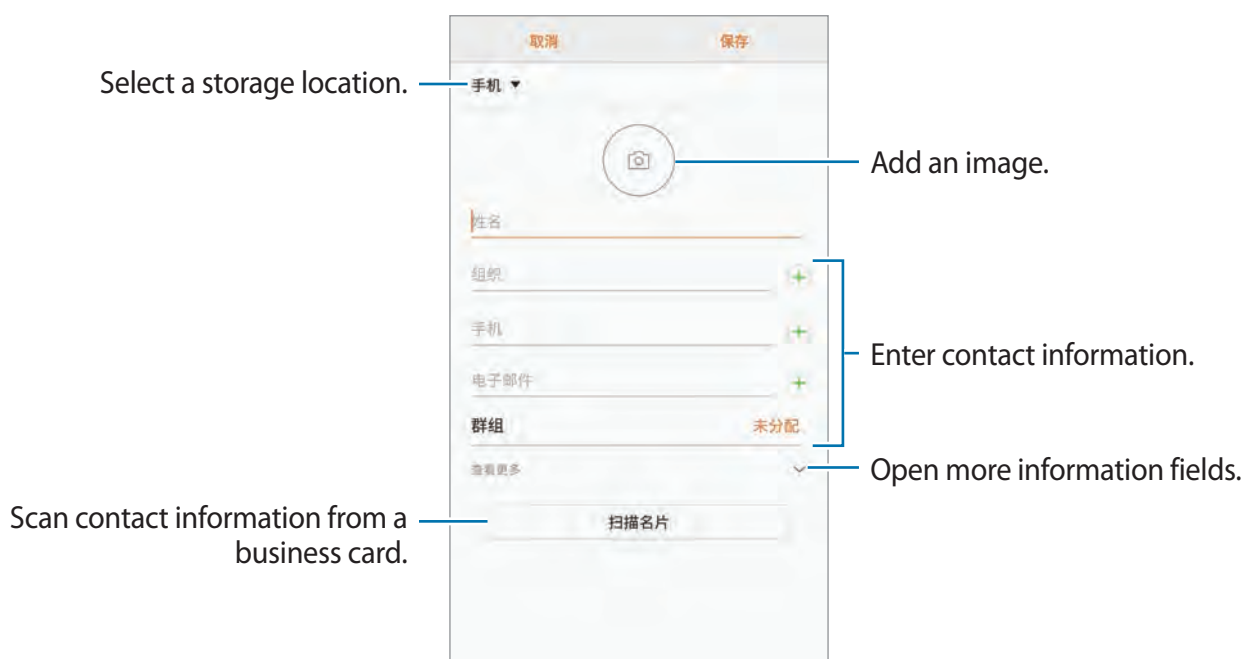 取消
保存
Select a storage location.
手机
Add an image.
姓名
组织
手机
Enter contact information.
电子邮件
群组
未分配
查看更多
Open more information fields.
Scan contact information from a
business card.
扫描名片